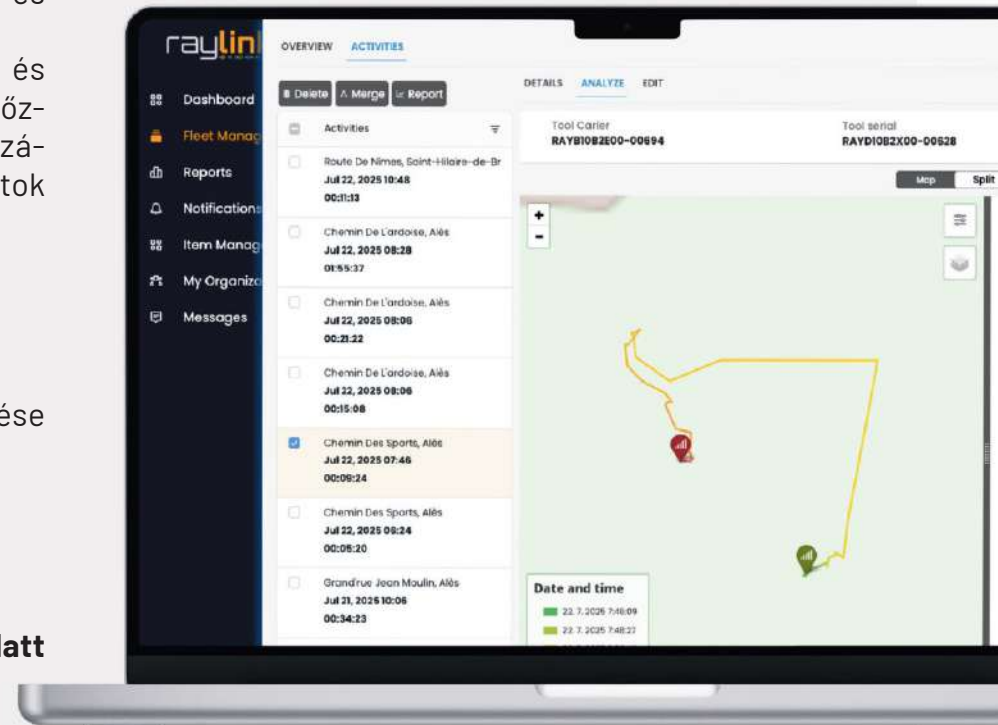 és
őz-
zá-
tok
ése
latt
raylin
OVERVIEW ACTIVITIES
Dashboard
Fleet Manag
Reports
Notifications
Item Manag
My Organiza
Messages
Delete Merge Report
Activities
Route De Nimes, Saint-Hilaire-de-Br
Jul 22, 2025 10:48
00:11:13
Chemin De L'ardoise, Alès
Jul 22, 2025 08:28
01:55:37
Chemin De L'ardoise, Alès
Jul 22, 2025 08:06
00:21:22
Chemin De L'ardoise, Alès
Jul 22, 2025 08:06
00:15:08
Chemin Des Sports, Alès
Jul 22, 2025 07:46
00:09:24
Chemin Des Sports, Alès
Jul 22, 2025 06:24
00:05:20
Grand'rue Jean Moulin, Alès
Jul 21, 2025 10:06
00:34:23
DETAILS ANALYZE EDIT
Tool Carier
RAYB10B2E00-00694
Tool serial
RAYD10B2X00-00628
Map Split
+
-
Date and time
22. 7. 2025 7:46:09
22. 7. 2025 7:48:27